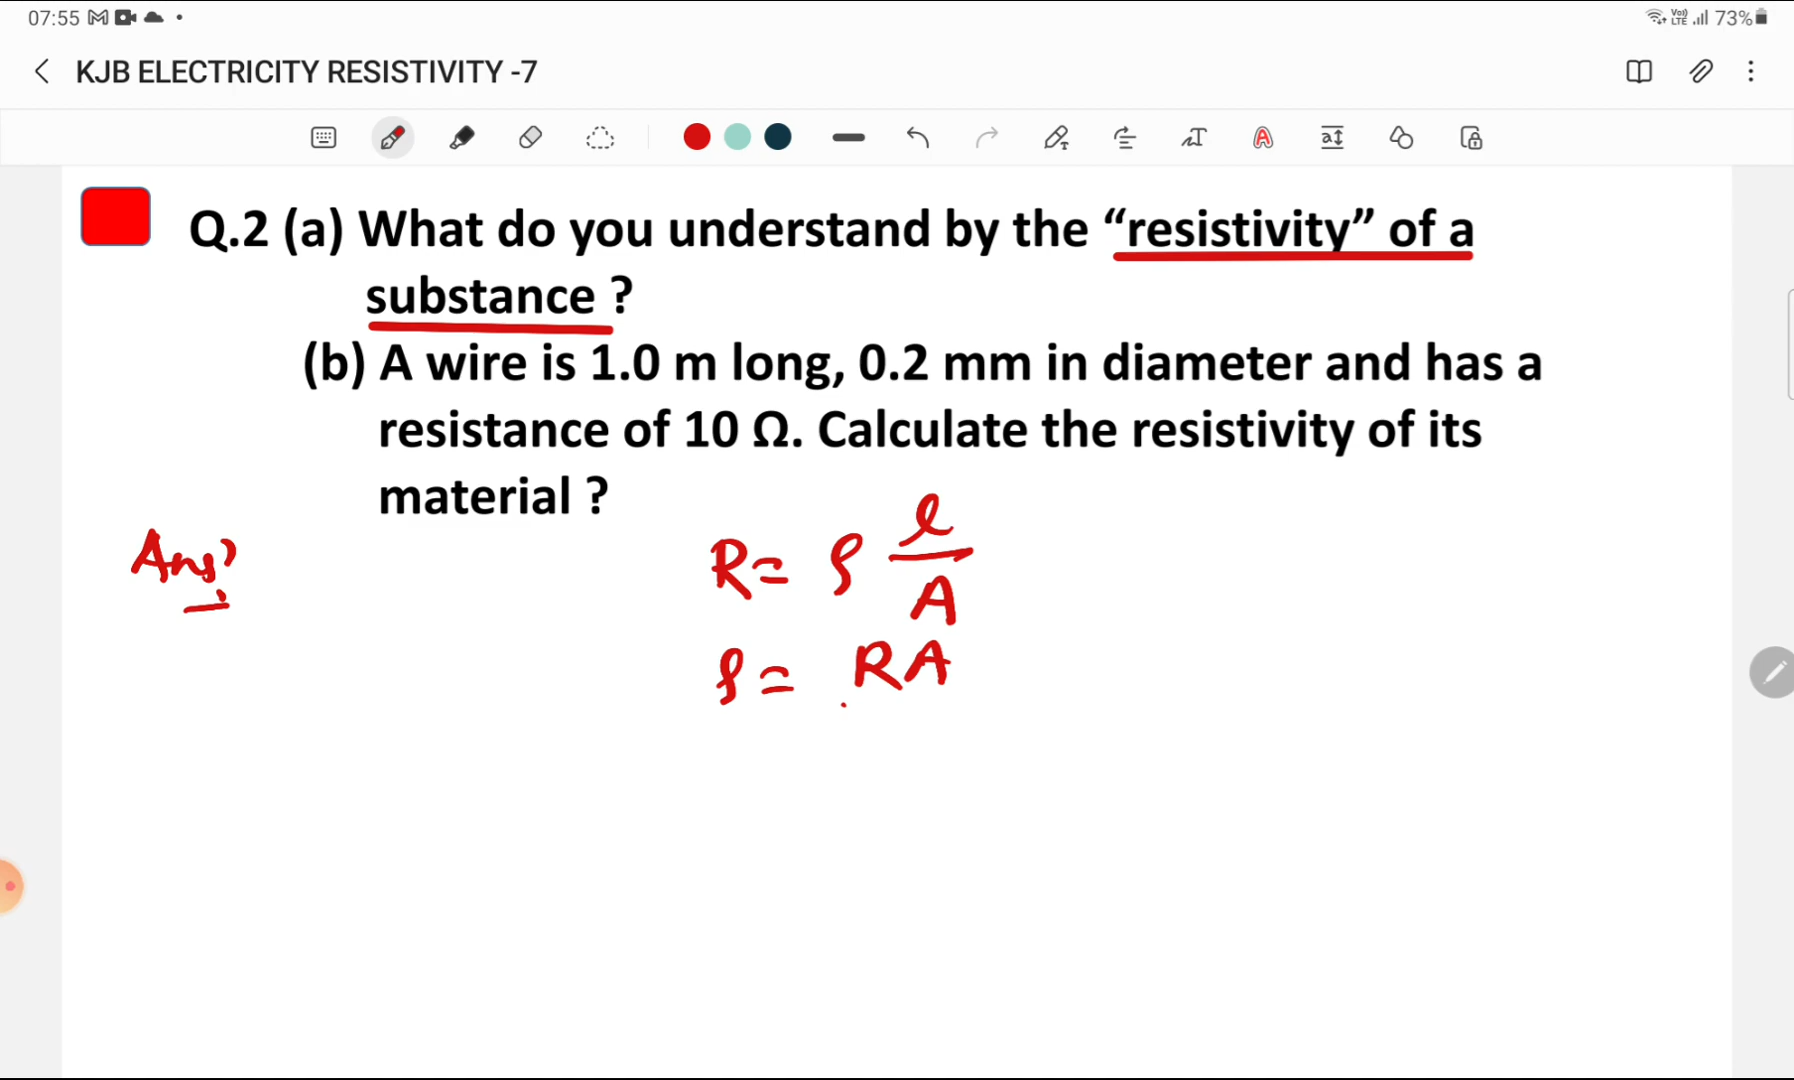 07:55
Vo)) LTE 73%
KJB ELECTRICITY RESISTIVITY -7
Q.2 (a) What do you understand by the “resistivity” of a
substance ?
(b) A wire is 1.0 m long, 0.2 mm in diameter and has a
resistance of 10 Ω. Calculate the resistivity of its
material ?
Ans:
R = ρ l/A
ρ = RA